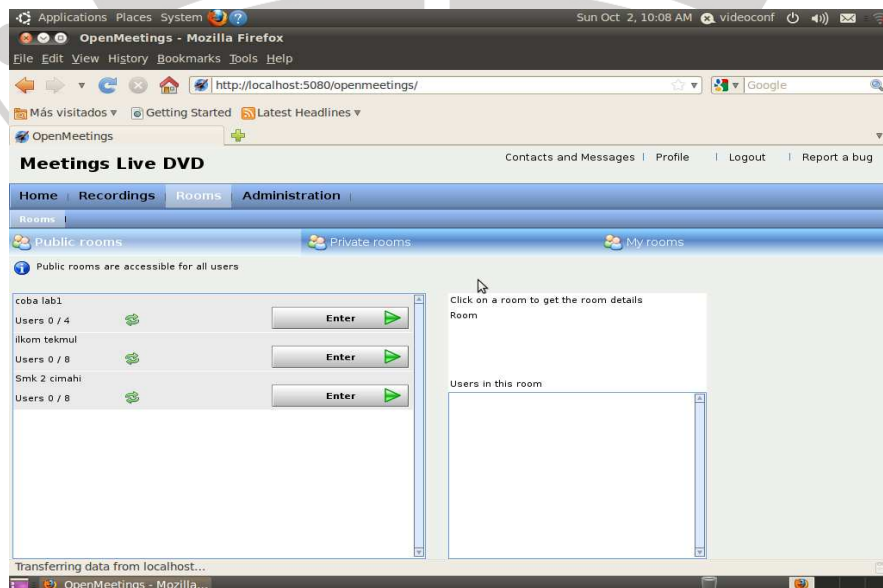 Applications Places System Sun Oct 2, 10:08 AM videoconf
OpenMeetings - Mozilla Firefox
File Edit View History Bookmarks Tools Help
http://localhost:5080/openmeetings/ Google
Más visitados Getting Started Latest Headlines
OpenMeetings
Meetings Live DVD Contacts and Messages | Profile | Logout | Report a bug
Home Recordings Rooms Administration
Rooms
Public rooms Private rooms My rooms
Public rooms are accessible for all users
coba lab1
Users 0 / 4 Enter
ilkom tekmul
Users 0 / 8 Enter
Smk 2 cimahi
Users 0 / 8 Enter
Click on a room to get the room details
Room
Users in this room
Transferring data from localhost...
OpenMeetings - Mozilla...